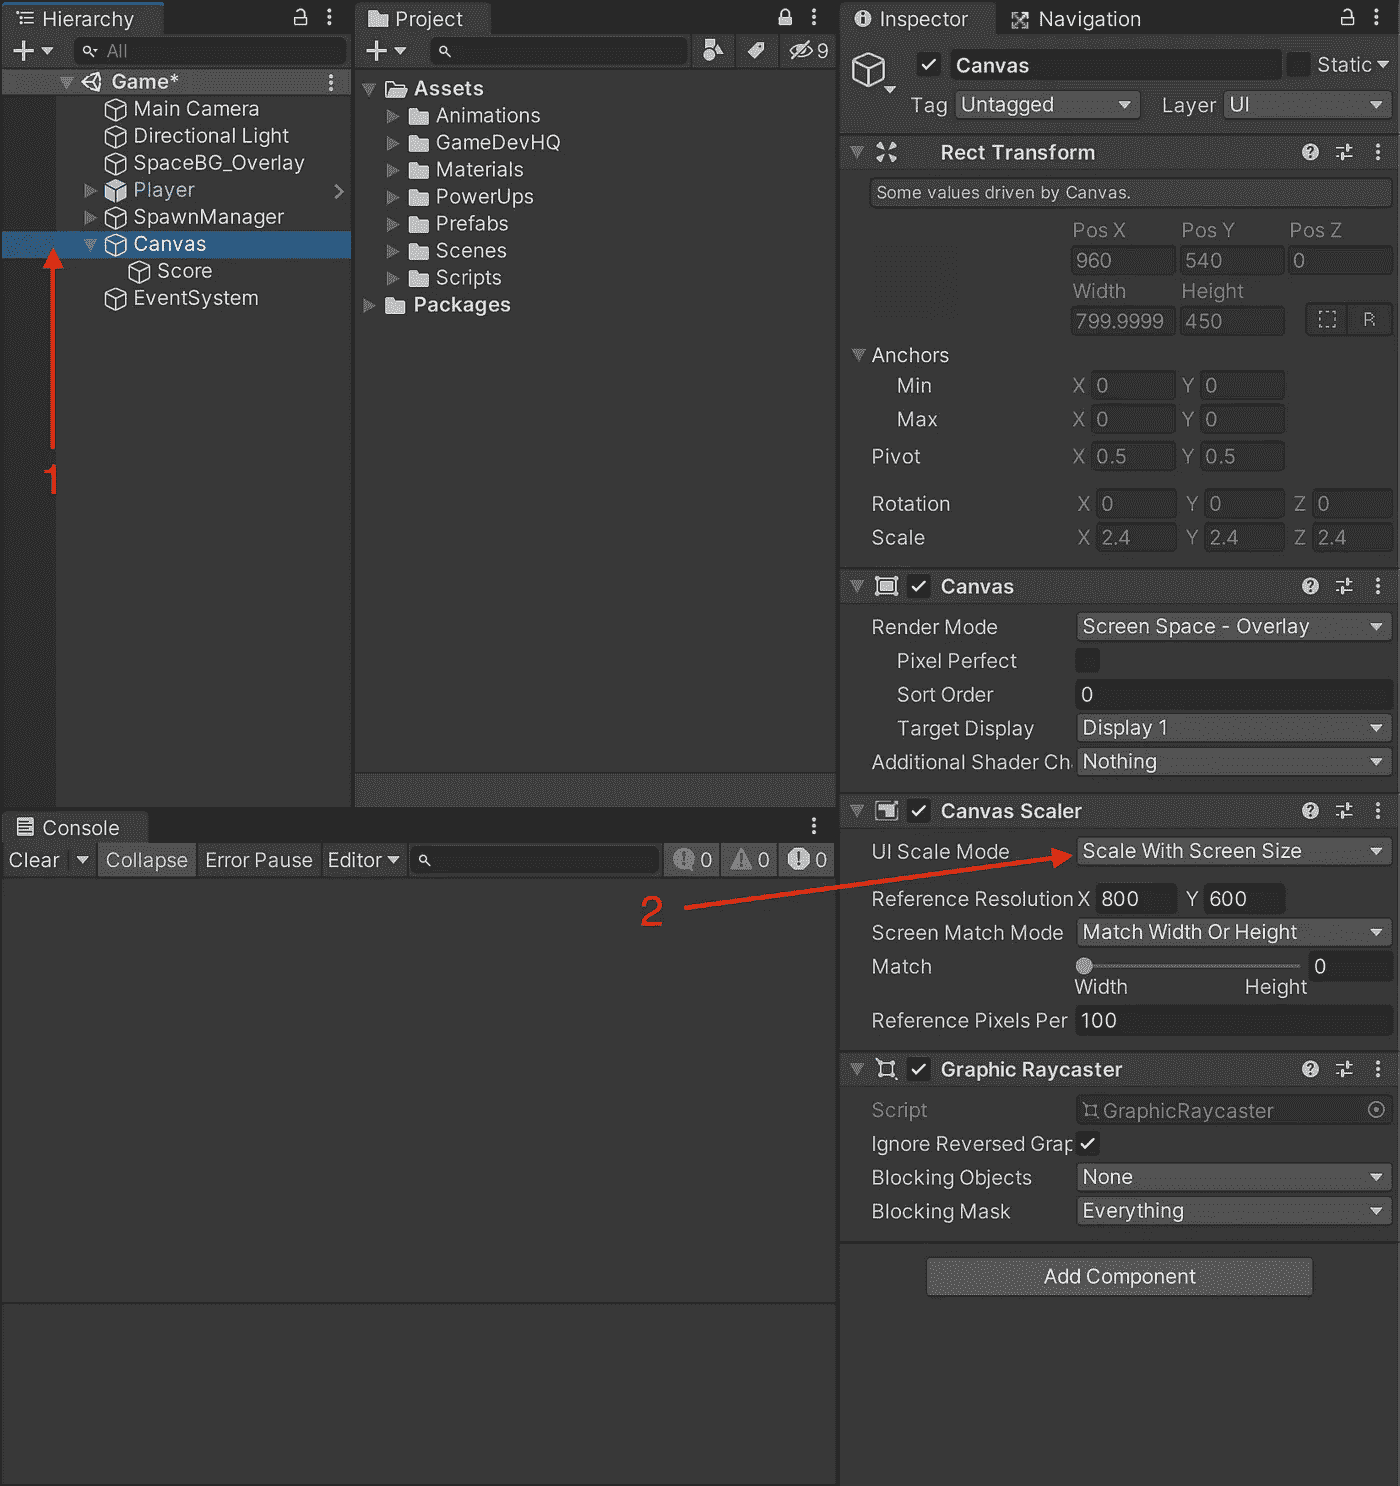 Hierarchy
All
Game*
Main Camera
Directional Light
SpaceBG_Overlay
Player
SpawnManager
Canvas
Score
EventSystem
1
Project
9
Assets
Animations
GameDevHQ
Materials
PowerUps
Prefabs
Scenes
Scripts
Packages
Console
Clear Collapse Error Pause Editor 0 0 0
2
Inspector Navigation
Canvas Static
Tag Untagged Layer UI
Rect Transform
Some values driven by Canvas.
Pos X Pos Y Pos Z
960 540 0
Width Height
799.9999 450 R
Anchors
Min X 0 Y 0
Max X 0 Y 0
Pivot X 0.5 Y 0.5
Rotation X 0 Y 0 Z 0
Scale X 2.4 Y 2.4 Z 2.4
Canvas
Render Mode Screen Space - Overlay
Pixel Perfect
Sort Order 0
Target Display Display 1
Additional Shader Ch Nothing
Canvas Scaler
UI Scale Mode Scale With Screen Size
Reference Resolution X 800 Y 600
Screen Match Mode Match Width Or Height
Match 0
Width Height
Reference Pixels Per 100
Graphic Raycaster
Script GraphicRaycaster
Ignore Reversed Grap
Blocking Objects None
Blocking Mask Everything
Add Component